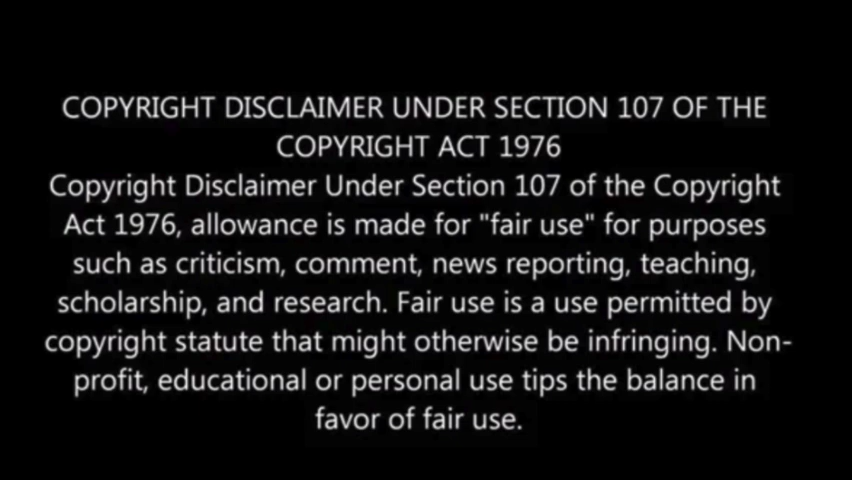 COPYRIGHT DISCLAIMER UNDER SECTION 107 OF THE
COPYRIGHT ACT 1976
Copyright Disclaimer Under Section 107 of the Copyright
Act 1976, allowance is made for "fair use" for purposes
such as criticism, comment, news reporting, teaching,
scholarship, and research. Fair use is a use permitted by
copyright statute that might otherwise be infringing. Non-
profit, educational or personal use tips the balance in
favor of fair use.